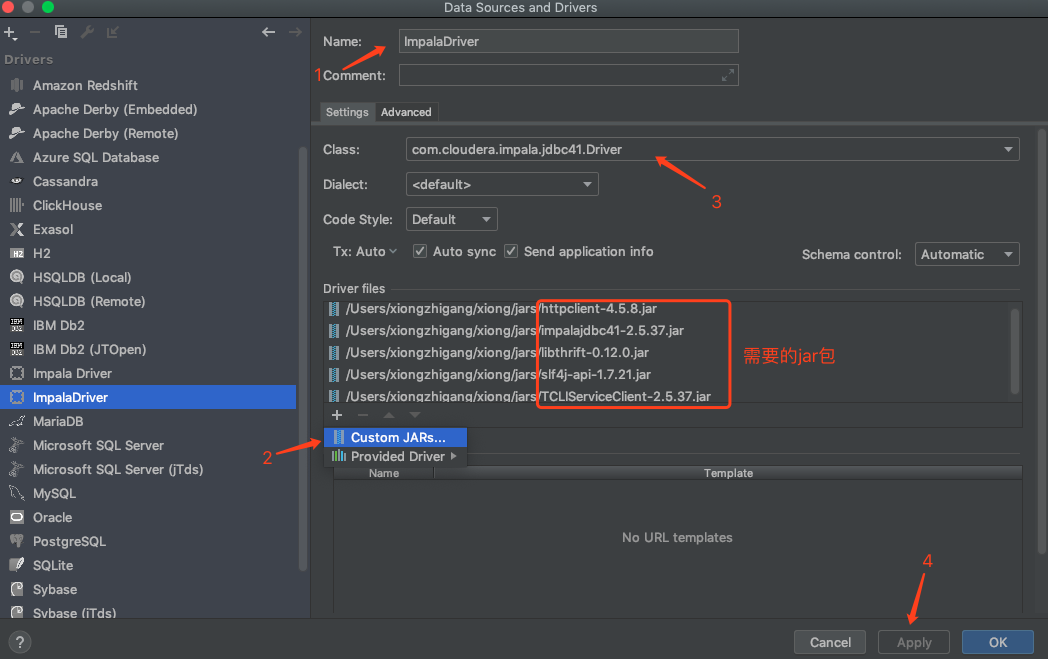 Data Sources and Drivers
Drivers
Amazon Redshift
Apache Derby (Embedded)
Apache Derby (Remote)
Azure SQL Database
Cassandra
ClickHouse
Exasol
H2
H2
HSQLDB (Local)
HSQLDB (Remote)
IBM DB2
IBM Db2
IBM DB2
IBM Db2 (JTOpen)
Impala Driver
ImpalaDriver
MariaDB
Microsoft SQL Server
Microsoft SQL Server (jTds)
MySQL
Oracle
PostgreSQL
SQLite
Sybase
Sybase (jTds)
?
Name: ImpalaDriver
1
Comment:
Settings Advanced
Class: com.cloudera.impala.jdbc41.Driver
3
Dialect: <default>
Code Style: Default
Tx: Auto Auto sync Send application info Schema control: Automatic
Driver files
/Users/xiongzhigang/xiong/jars/httpclient-4.5.8.jar
/Users/xiongzhigang/xiong/jars/impalajdbc41-2.5.37.jar
/Users/xiongzhigang/xiong/jars/libthrift-0.12.0.jar
需要的jar包
/Users/xiongzhigang/xiong/jars/slf4j-api-1.7.21.jar
/Users/xiongzhigang/xiong/jars/TCLIServiceClient-2.5.37.jar
Custom JARs...
2
Provided Driver
Name Template
No URL templates
4
Cancel Apply OK